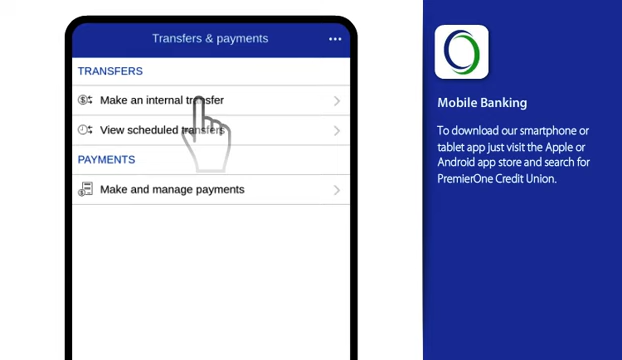 Transfers & payments
TRANSFERS
Make an internal transfer
View scheduled transfers
PAYMENTS
Make and manage payments
Mobile Banking
To download our smartphone or
tablet app just visit the Apple or
Android app store and search for
PremierOne Credit Union.